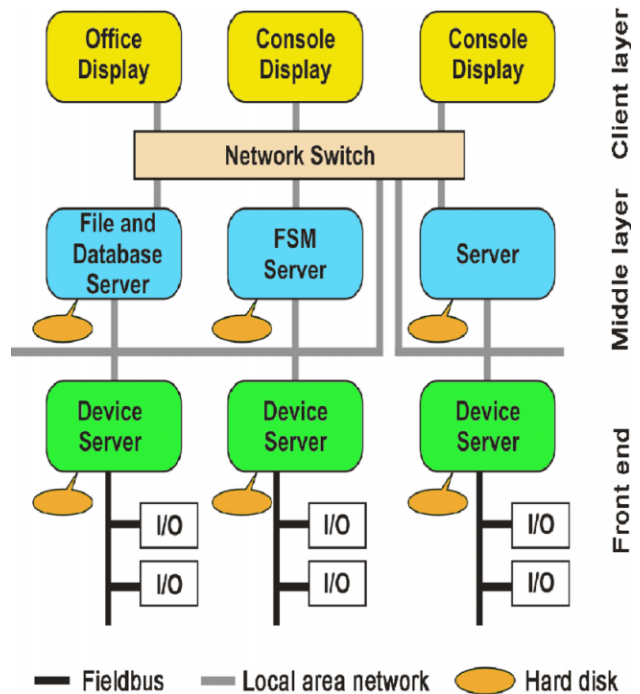 Office
Display
Console
Display
Console
Display
Client layer
Network Switch
File and
Database
Server
FSM
Server
Server
Middle layer
Device
Server
Device
Server
Device
Server
Front end
I/O
I/O
I/O
I/O
I/O
I/O
Fieldbus
Local area network
Hard disk